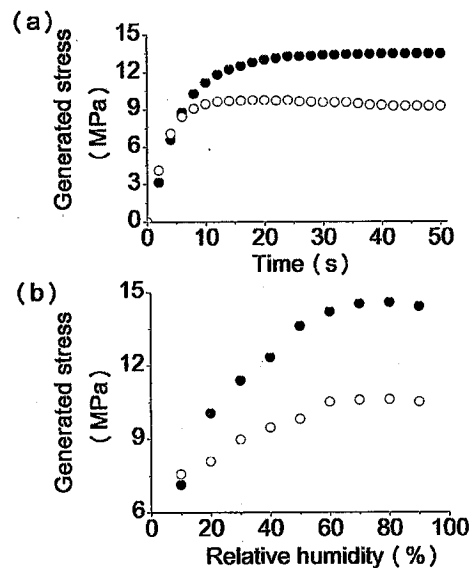 (a)
Generated stress
(MPa)
15
12
9
6
3
0
0 10 20 30 40 50
Time (s)
(b)
Generated stress
(MPa)
15
12
9
6
0 20 40 60 80 100
Relative humidity (%)